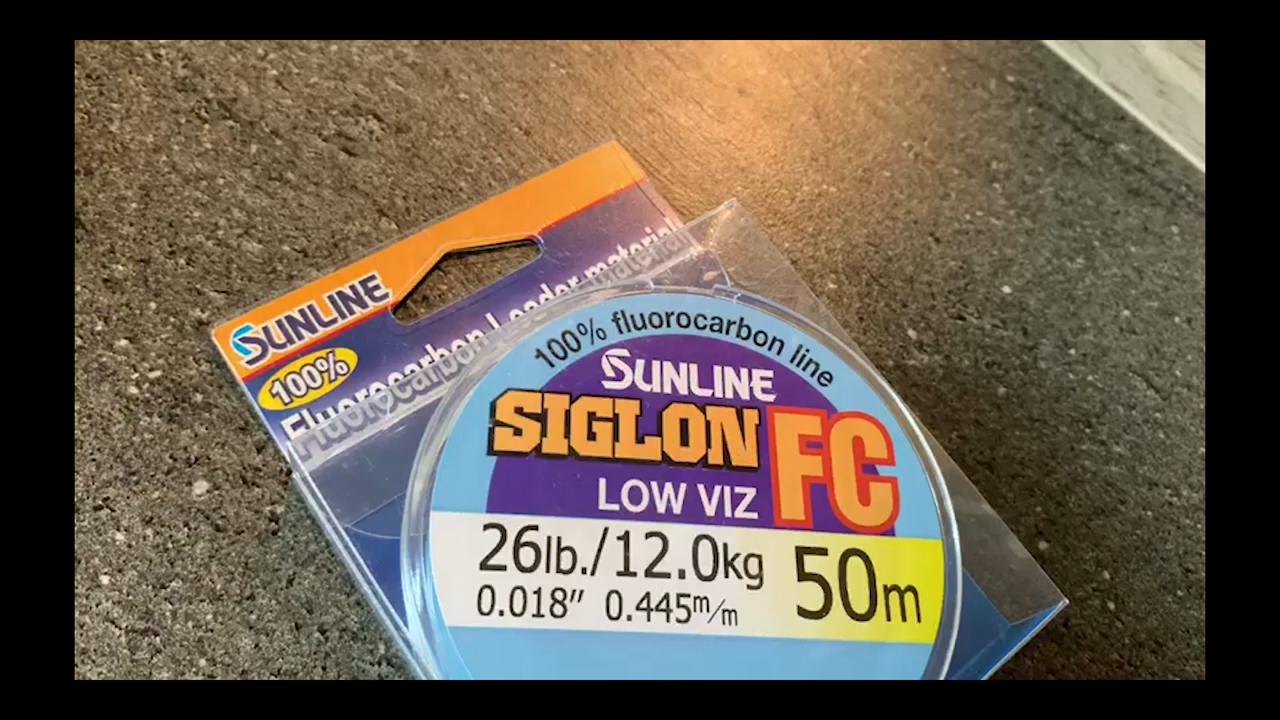 SUNLINE
100%
Fluorocarbon Leader material
100% fluorocarbon line
SUNLINE
SIGLON FC
LOW VIZ
26lb./12.0kg 50m
0.018" 0.445m/m